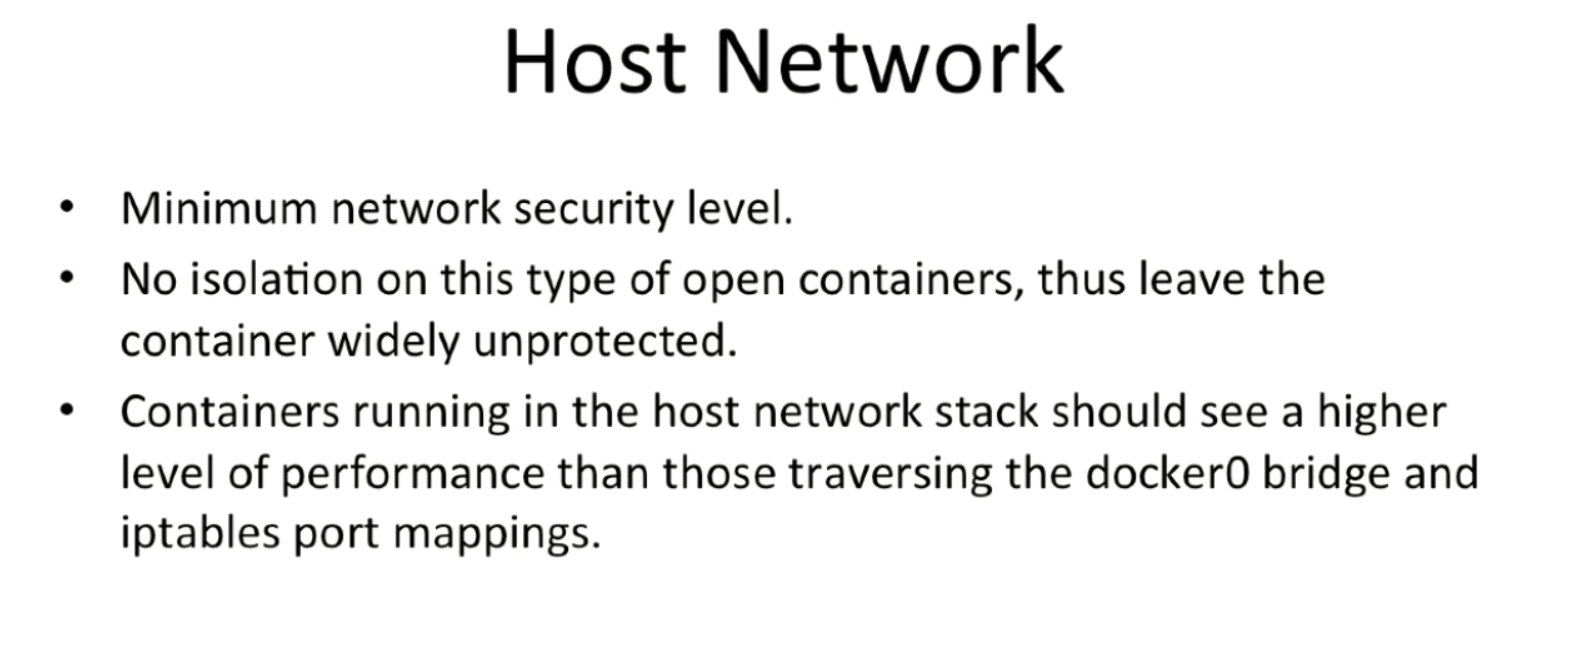 Host Network
• Minimum network security level.
• No isolation on this type of open containers, thus leave the
container widely unprotected.
• Containers running in the host network stack should see a higher
level of performance than those traversing the docker0 bridge and
iptables port mappings.